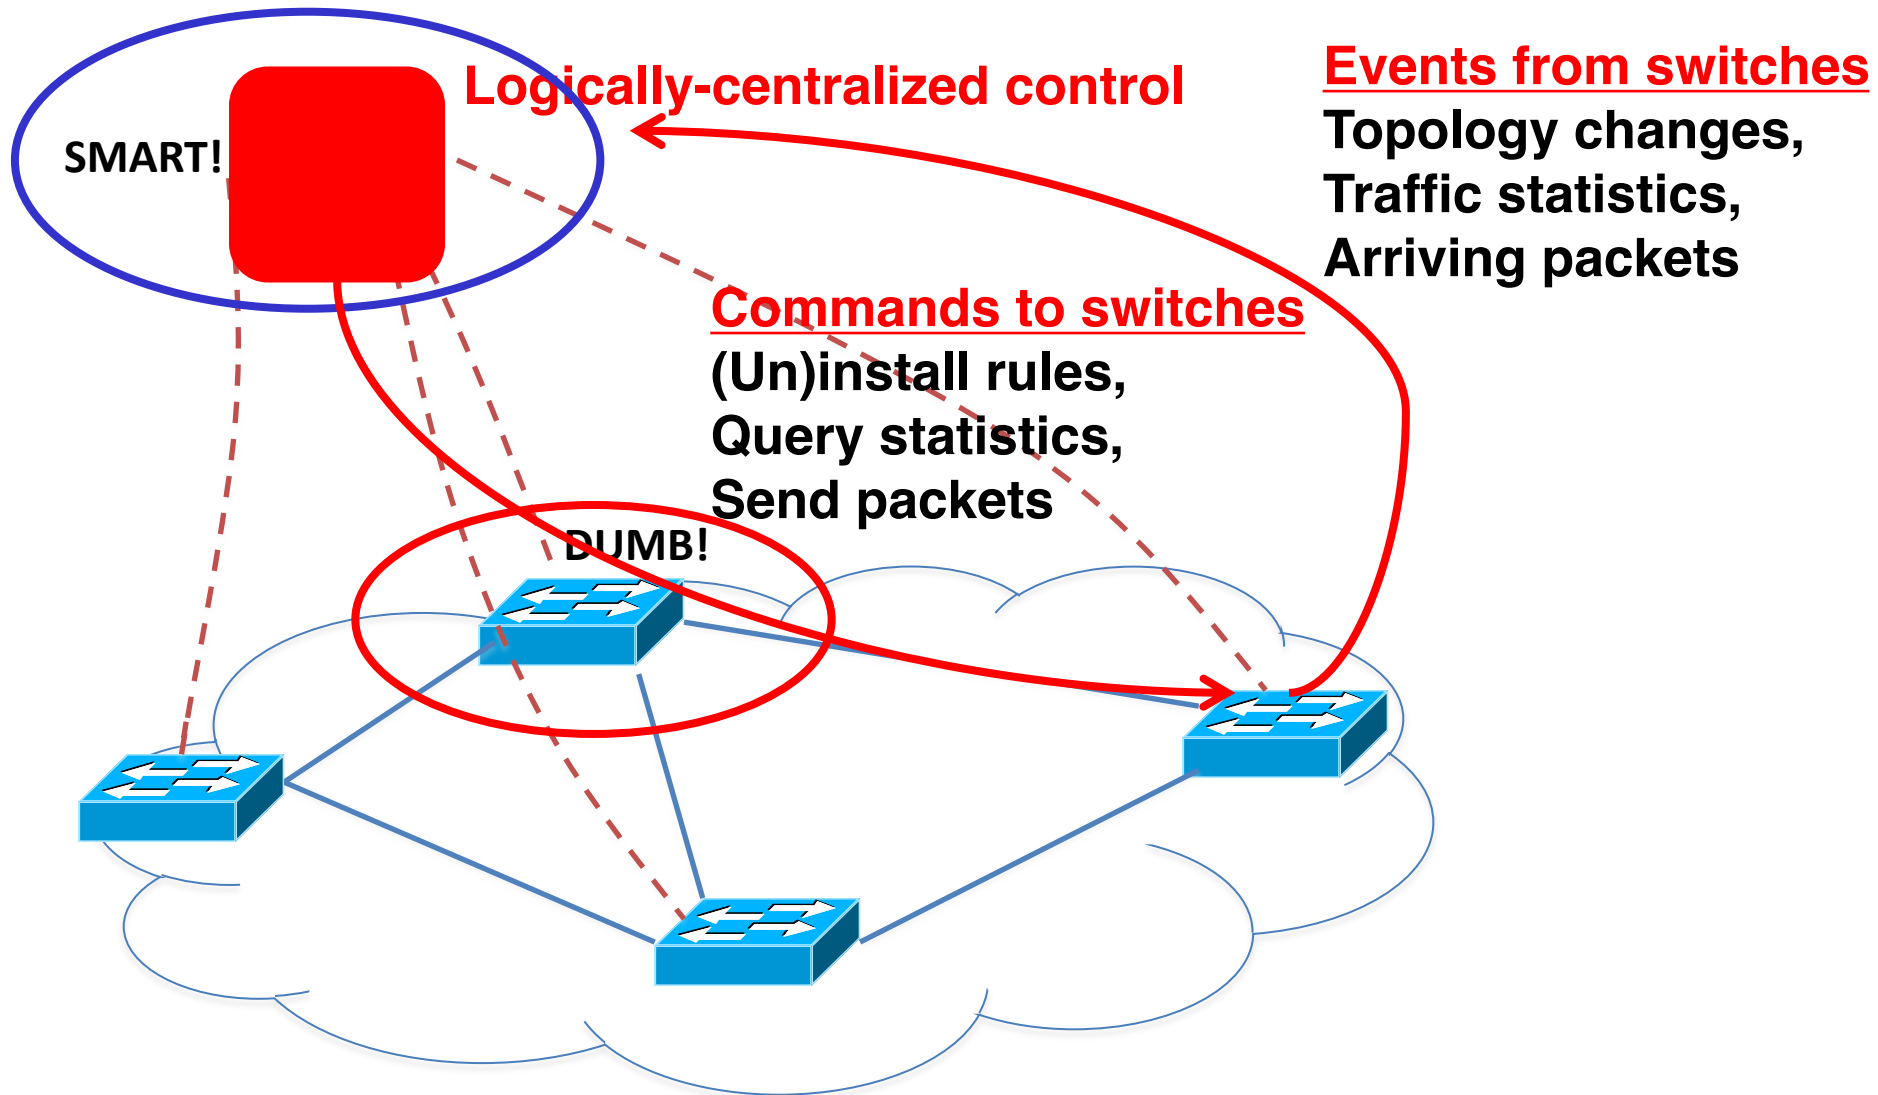 Logically-centralized control
SMART!
Events from switches
Topology changes,
Traffic statistics,
Arriving packets
Commands to switches
(Un)install rules,
Query statistics,
Send packets
DUMB!